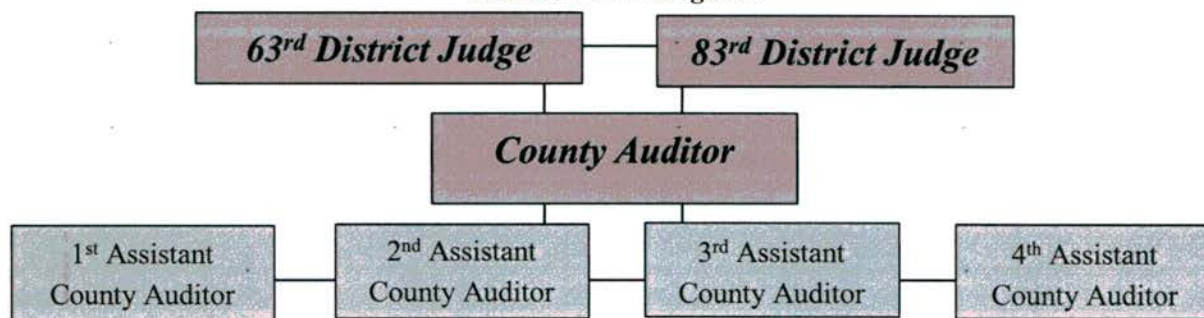 63rd District Judge
83rd District Judge
County Auditor
1st Assistant
County Auditor
2nd Assistant
County Auditor
3rd Assistant
County Auditor
4th Assistant
County Auditor